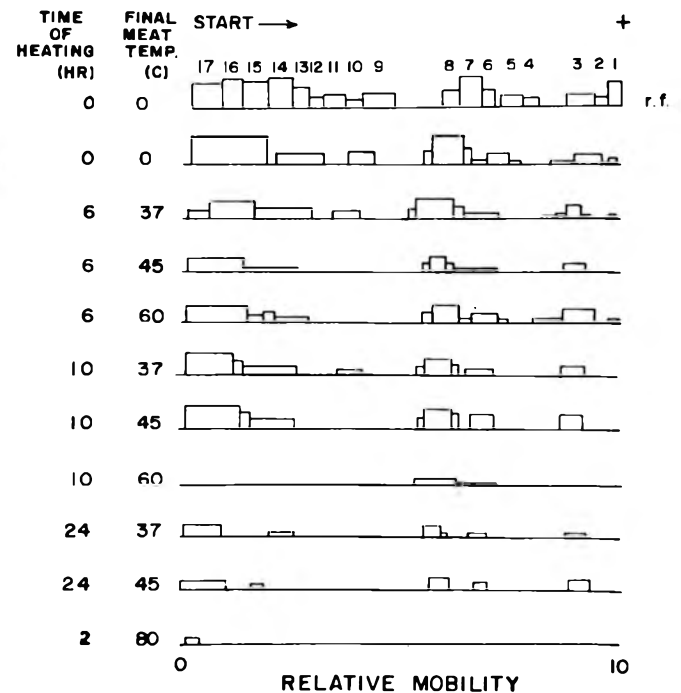 TIME OF HEATING (HR)
FINAL MEAT TEMP. (C)
START → +
17 16 15 14 13 12 11 10 9 8 7 6 5 4 3 2 1
0 0 r.f.
0 0
6 37
6 45
6 60
10 37
10 45
10 60
24 37
24 45
2 80
0 10
RELATIVE MOBILITY